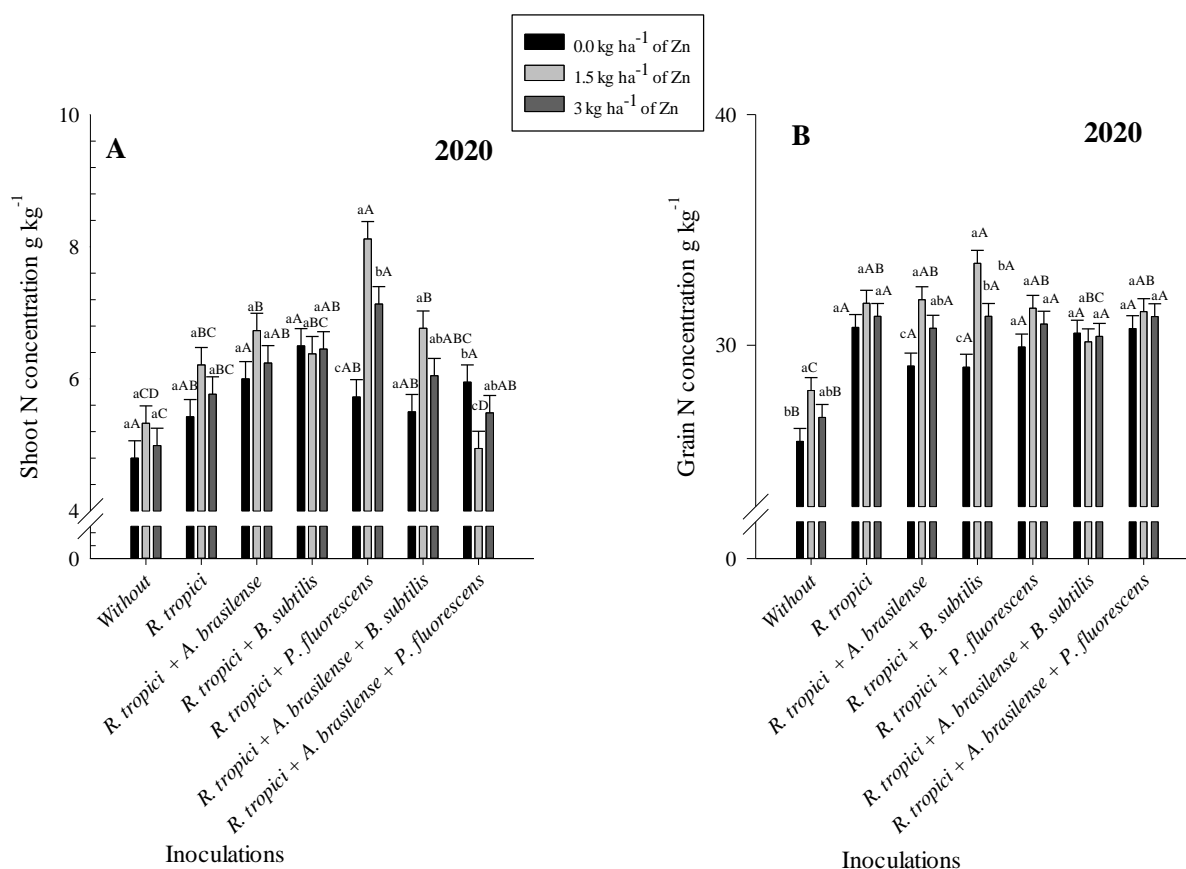 0.0 kg ha-1 of Zn
1.5 kg ha-1 of Zn
3 kg ha-1 of Zn
A
2020
Shoot N concentration g kg-1
10
8
6
4
0
aA
aCD
aC
aAB
aBC
aBC
aA
aB
aAB
aA
aBC
aAB
cAB
aA
bA
aAB
aB
abABC
bA
cD
abAB
Without
R. tropici
R. tropici + A. brasilense
R. tropici + B. subtilis
R. tropici + P. fluorescens
R. tropici + A. brasilense + B. subtilis
R. tropici + A. brasilense + P. fluorescens
Inoculations
B
2020
Grain N concentration g kg-1
40
30
0
bB
aC
abB
aA
aAB
aA
cA
aAB
abA
cA
aA
bA
bA
aA
aAB
aA
aA
aBC
aA
aA
aAB
aA
Without
R. tropici
R. tropici + A. brasilense
R. tropici + B. subtilis
R. tropici + P. fluorescens
R. tropici + A. brasilense + B. subtilis
R. tropici + A. brasilense + P. fluorescens
Inoculations